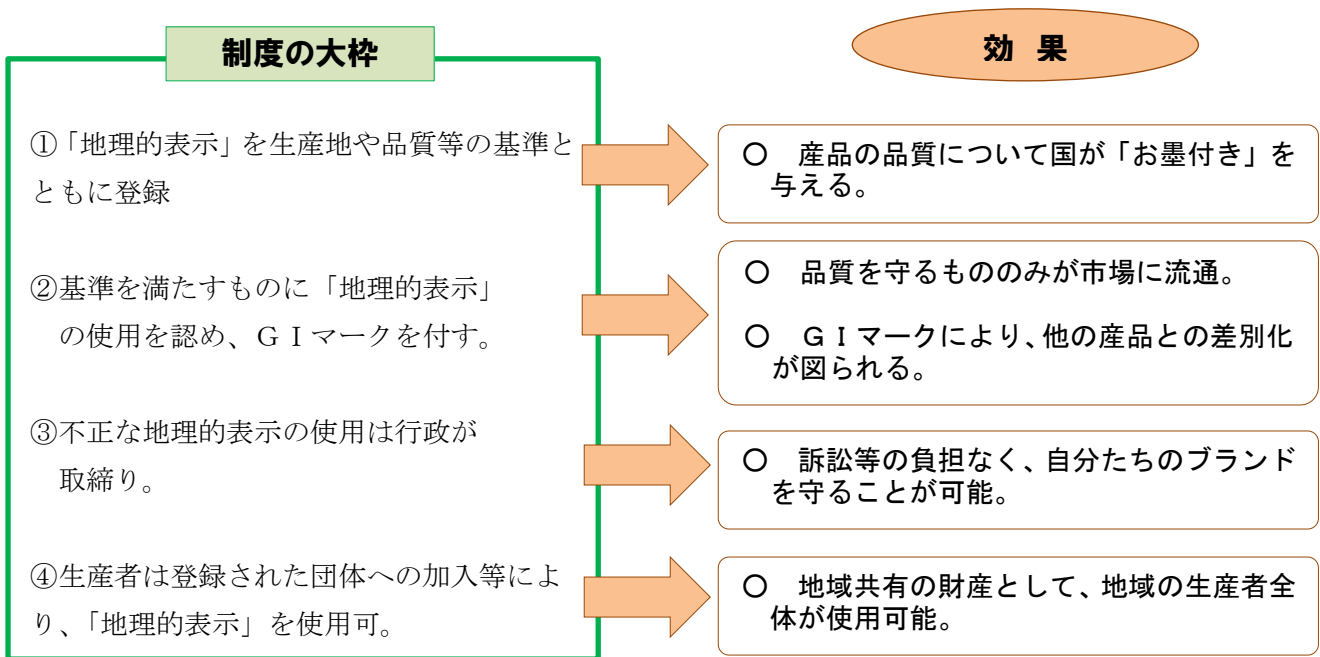 制度の大枠
効 果
①「地理的表示」を生産地や品質等の基準と
ともに登録
○　産品の品質について国が「お墨付き」を
与える。
②基準を満たすものに「地理的表示」
の使用を認め、ＧＩマークを付す。
○　品質を守るもののみが市場に流通。
○　ＧＩマークにより、他の産品との差別化
が図られる。
③不正な地理的表示の使用は行政が
取締り。
○　訴訟等の負担なく、自分たちのブランド
を守ることが可能。
④生産者は登録された団体への加入等によ
り、「地理的表示」を使用可。
○　地域共有の財産として、地域の生産者全
体が使用可能。